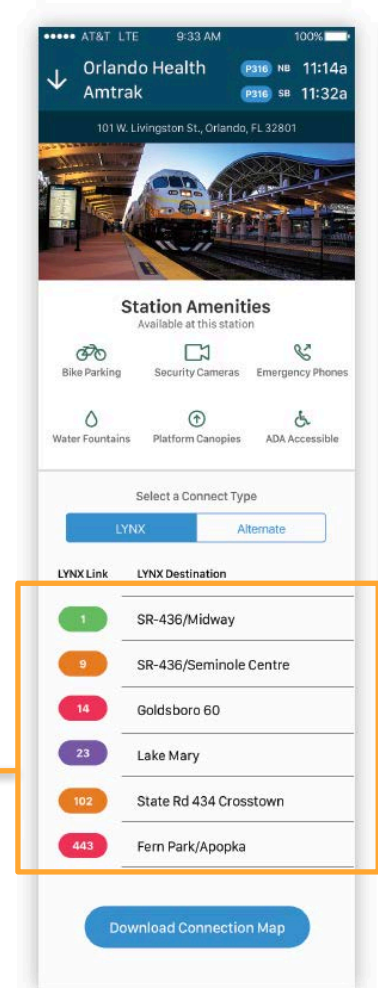 AT&T LTE 9:33 AM 100%
Orlando Health P316 NB 11:14a
Amtrak P316 SB 11:32a
101 W. Livingston St., Orlando, FL 32801
Station Amenities
Available at this station
Bike Parking Security Cameras Emergency Phones
Water Fountains Platform Canopies ADA Accessible
Select a Connect Type
LYNX Alternate
LYNX Link LYNX Destination
1 SR-436/Midway
9 SR-436/Seminole Centre
14 Goldsboro 60
23 Lake Mary
102 State Rd 434 Crosstown
443 Fern Park/Apopka
Download Connection Map